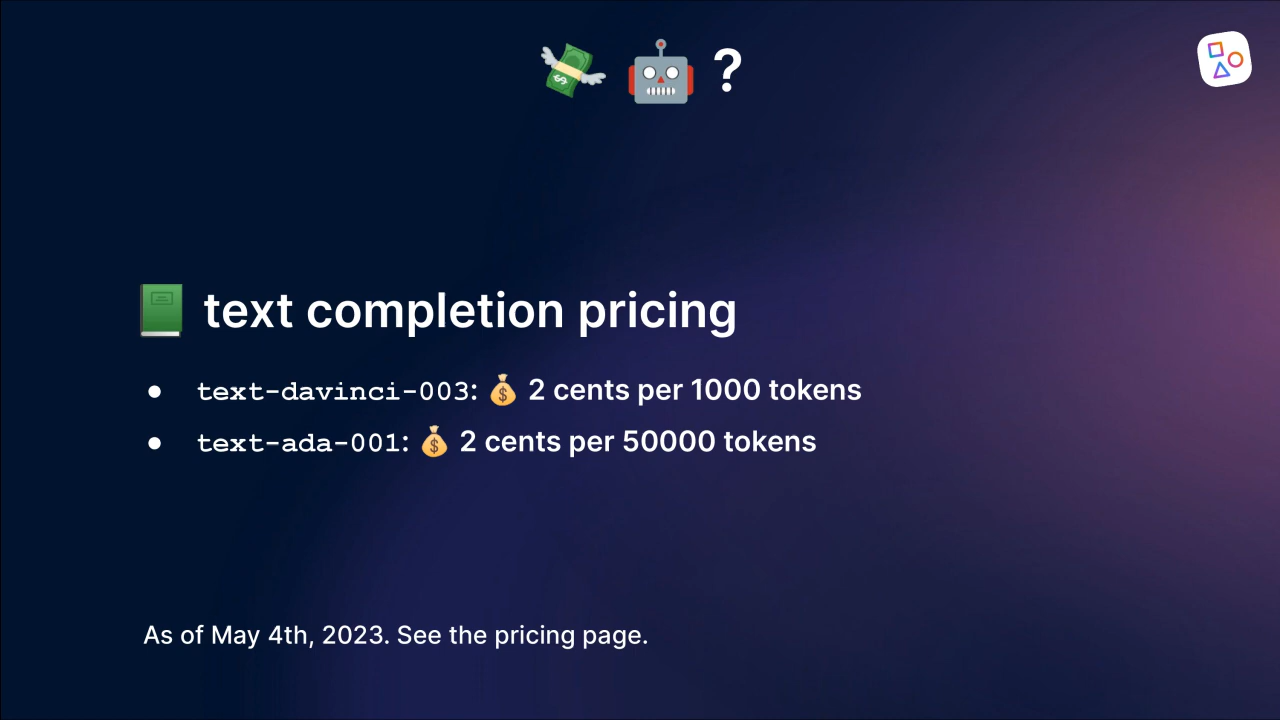 💸 🤖 ?
📗 text completion pricing
● text-davinci-003: 💰 2 cents per 1000 tokens
● text-ada-001: 💰 2 cents per 50000 tokens
As of May 4th, 2023. See the pricing page.